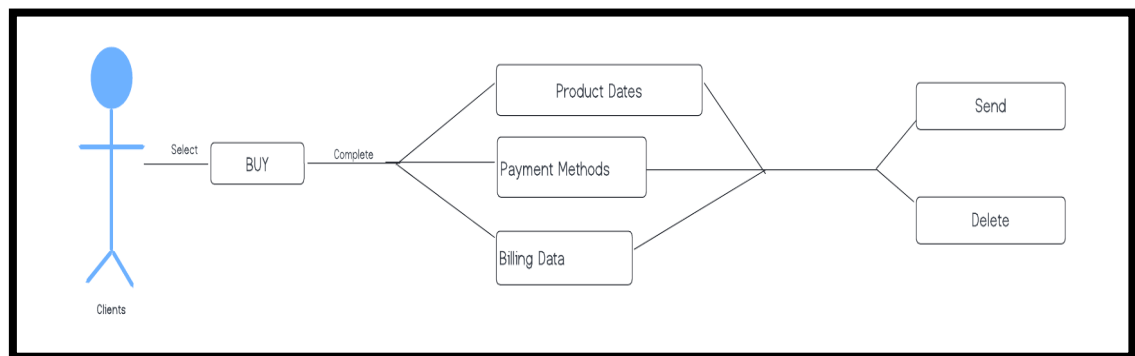 Clients
Select
BUY
Complete
Product Dates
Payment Methods
Billing Data
Send
Delete